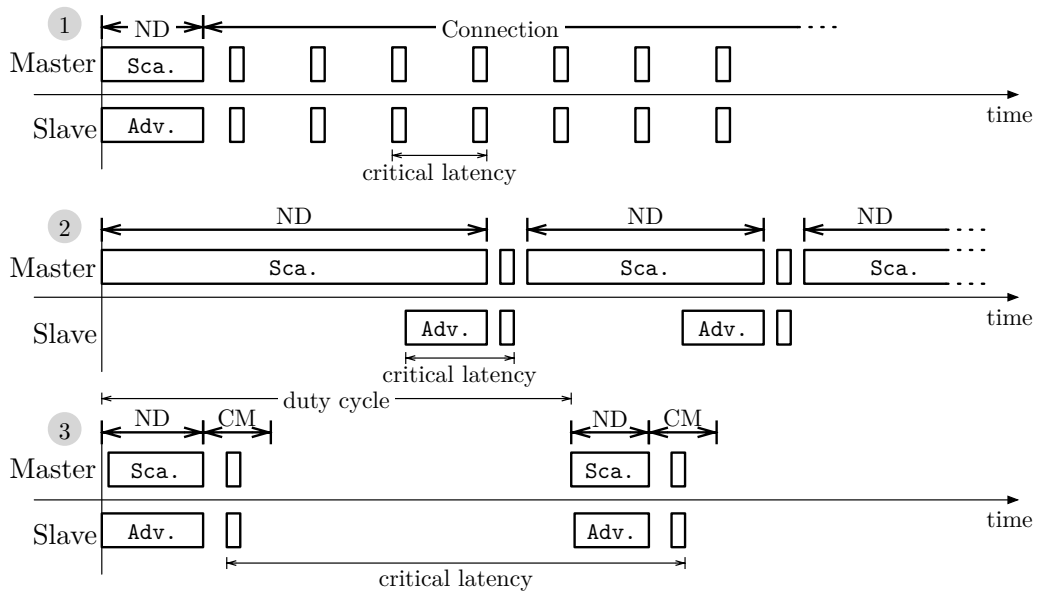 1 ND Connection
Master Sca.
time
Slave Adv.
critical latency
2 ND ND ND
Master Sca. Sca. Sca.
time
Slave Adv. Adv.
critical latency
duty cycle
3 ND CM ND CM
Master Sca. Sca.
time
Slave Adv. Adv.
critical latency